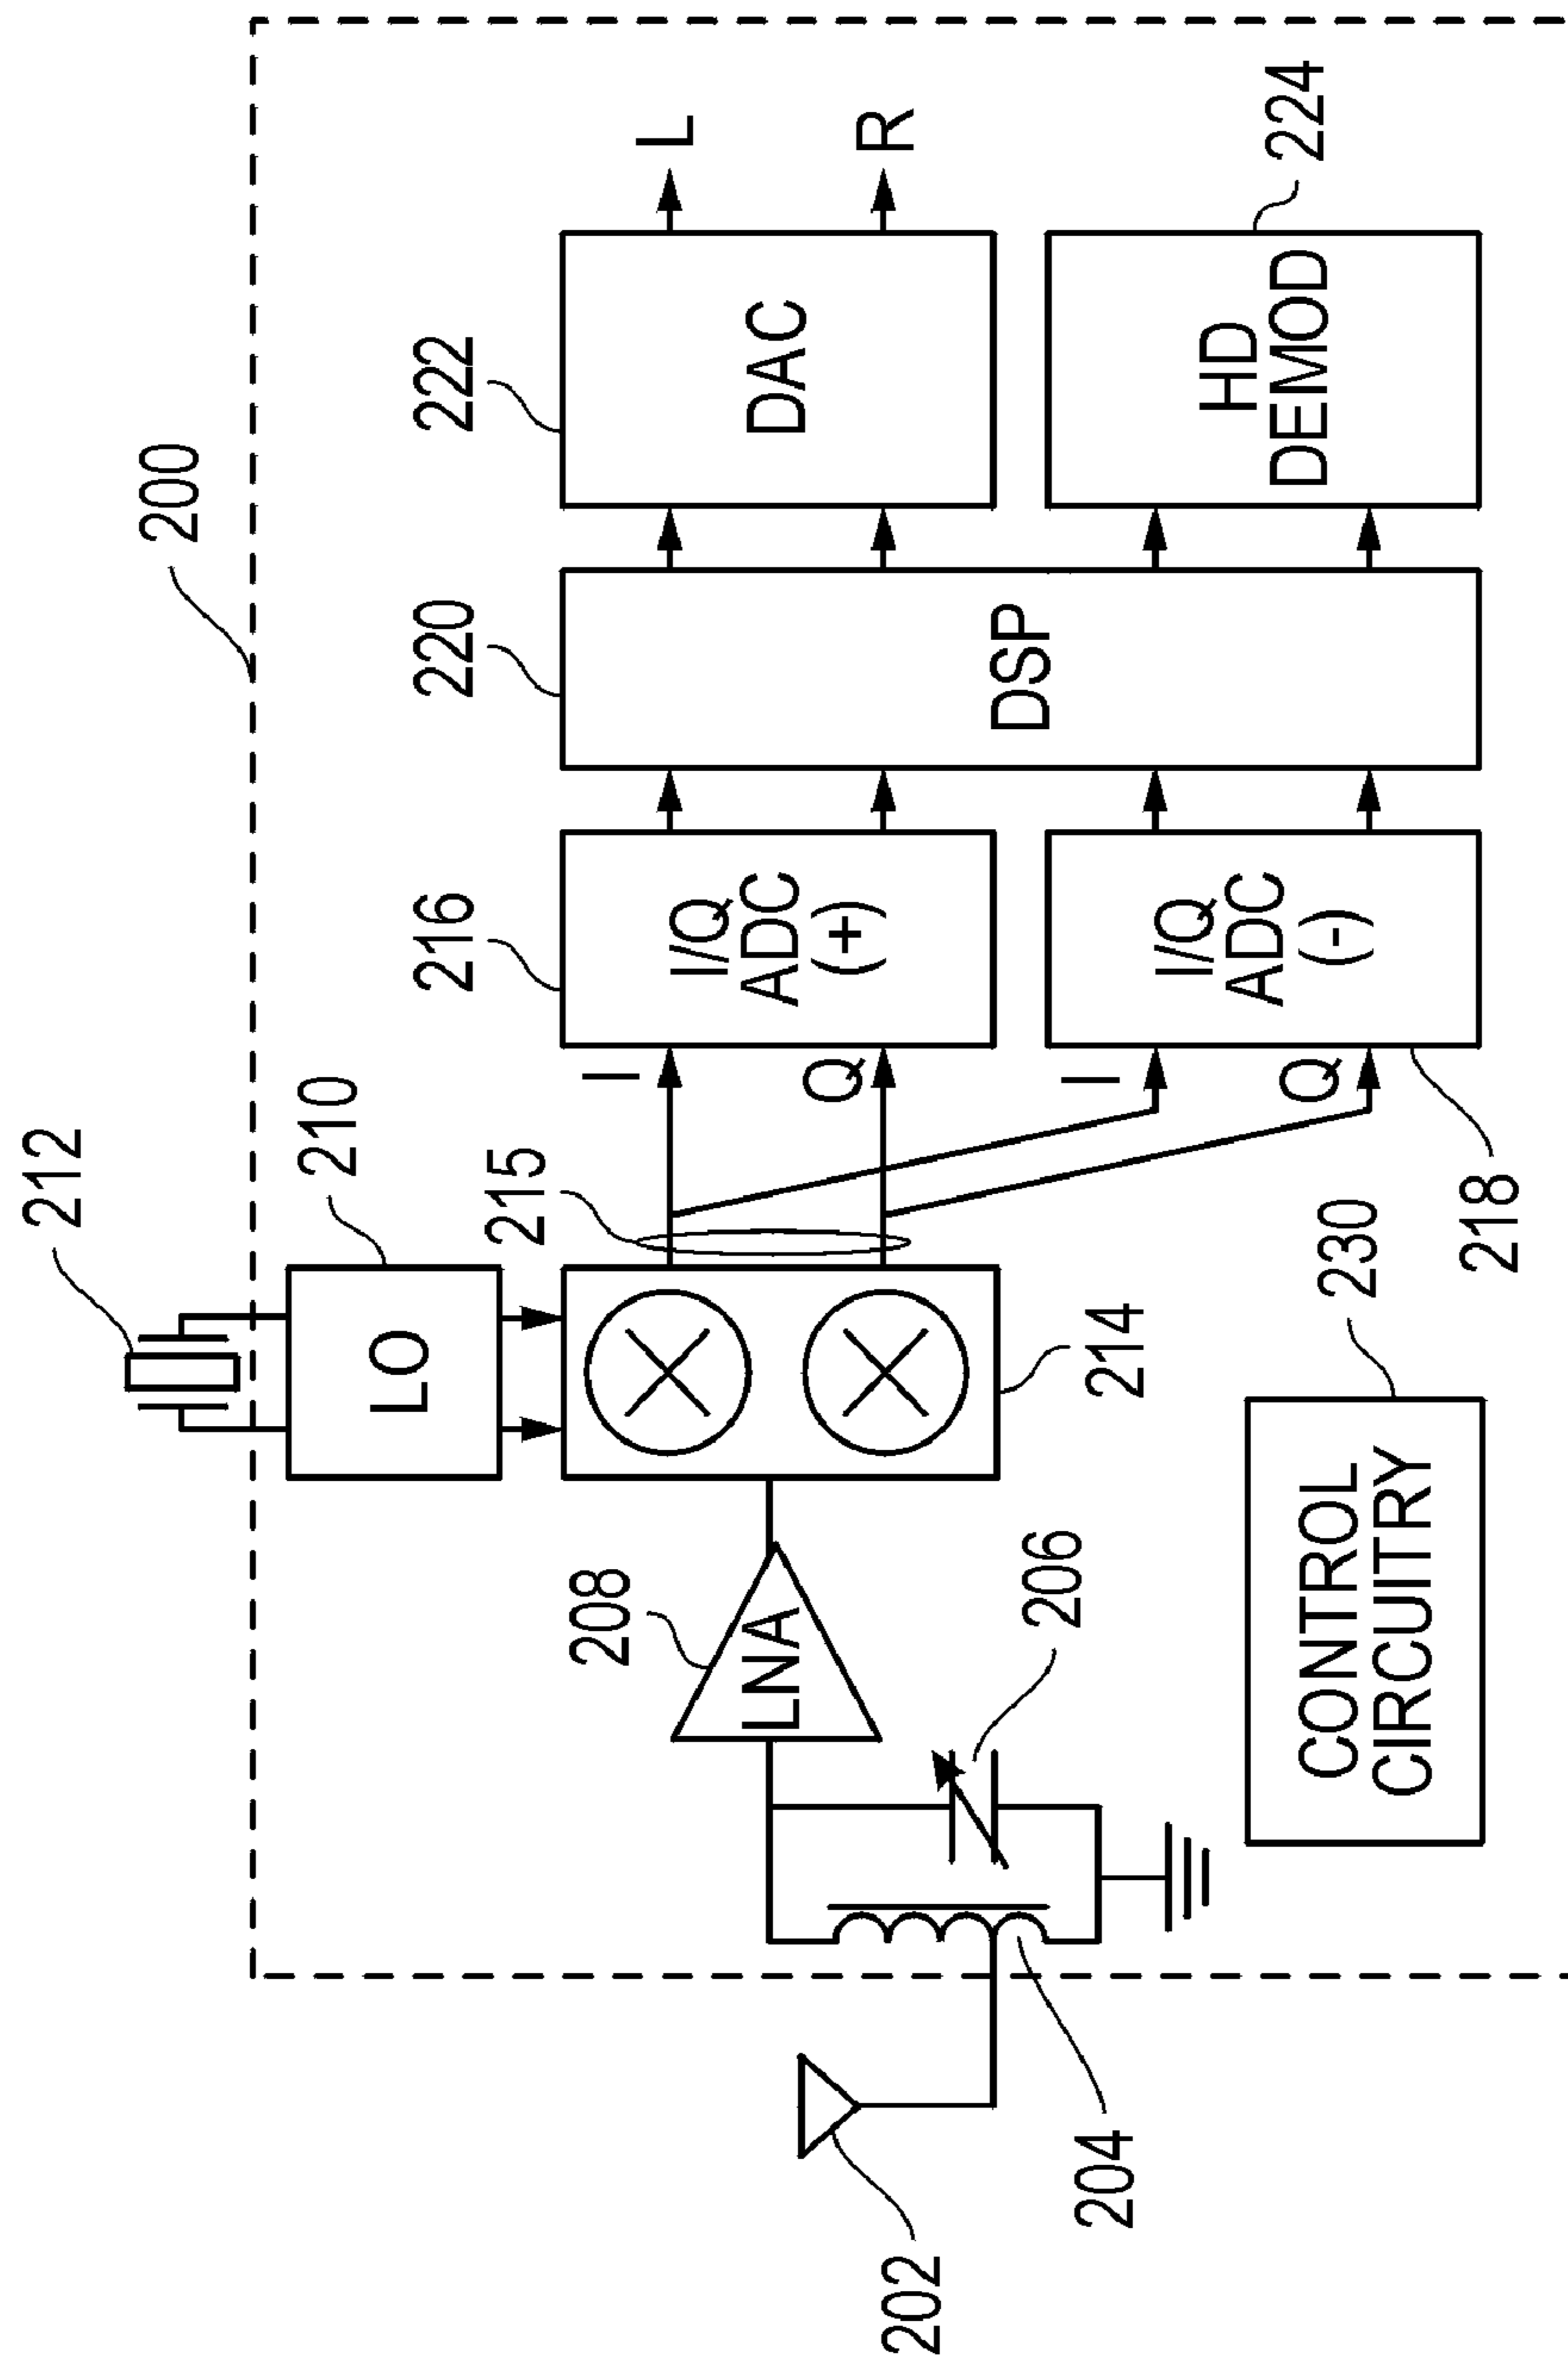 200
212
210
LO
215
216
I/Q
ADC
(+)
220
DSP
222
DAC
L
R
208
LNA
I
Q
I
Q
I/Q
ADC
(-)
HD
DEMOD
224
202
204
206
214
218
230
CONTROL
CIRCUITRY